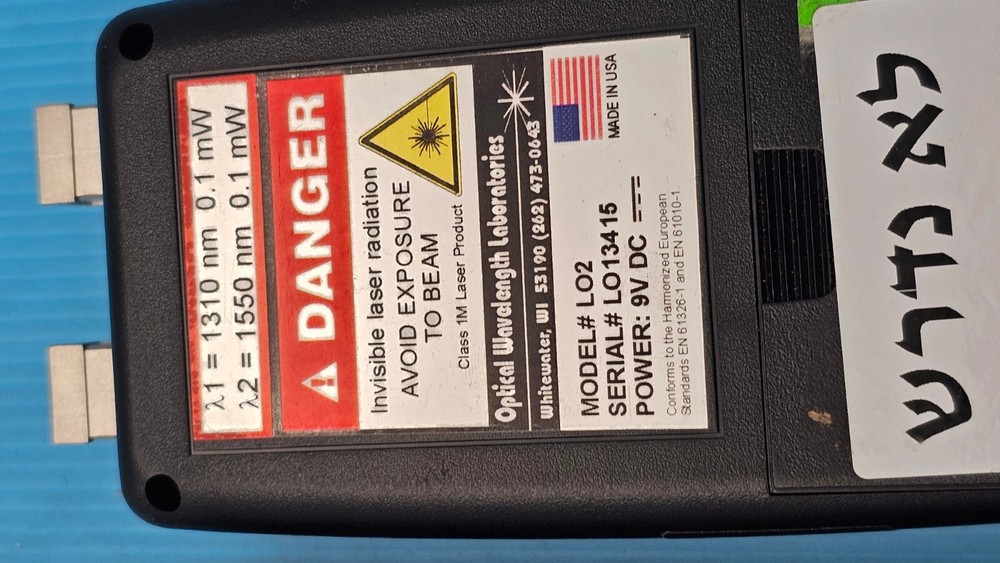 λ1 = 1310 nm 0.1 mW
λ2 = 1550 nm 0.1 mW
DANGER
Invisible laser radiation
AVOID EXPOSURE
TO BEAM
Class 1M Laser Product
Optical Wavelength Laboratories
Whitewater, WI 53190 (262) 473-0643
MODEL# LO2
SERIAL# LO13415
POWER: 9V DC
MADE IN USA
Conforms to the Harmonized European
Standards EN 61326-1 and EN 61010-1
לא נדרש